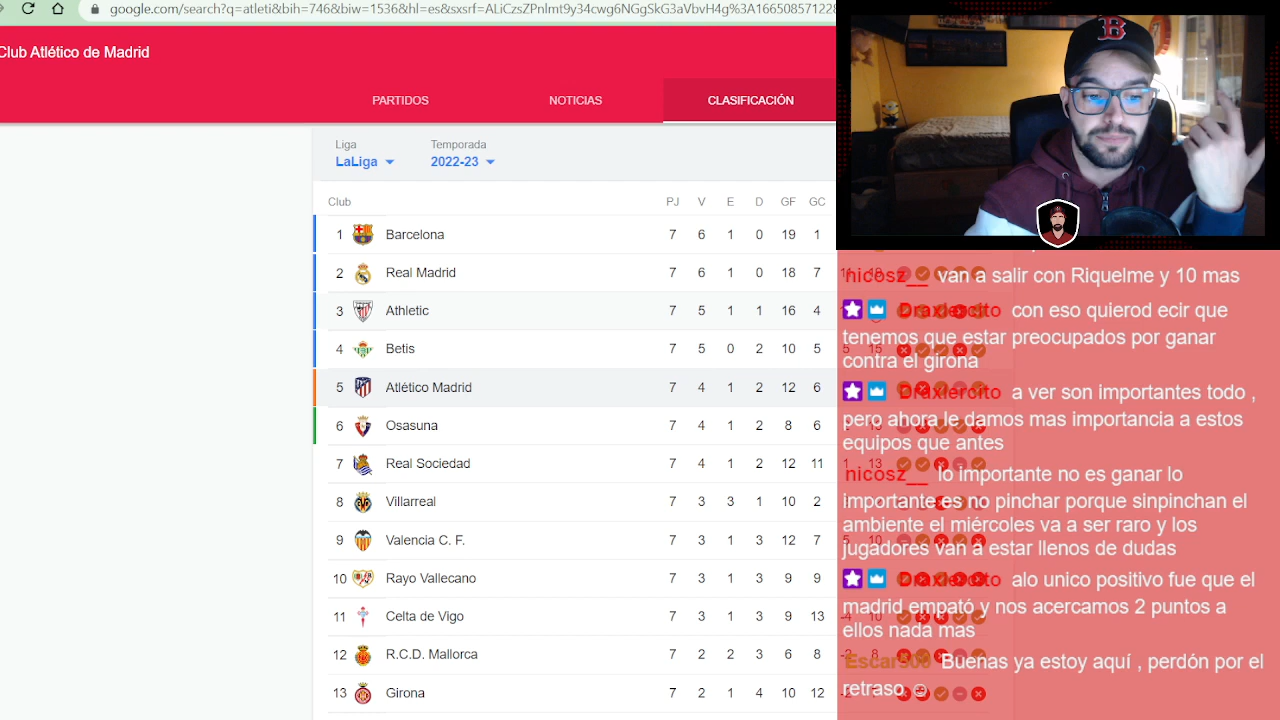 google.com/search?q=atleti&bih=746&biw=1536&hl=es&sxsrf=ALiCzsZPnlmt9y34cwg6NGgSkG3aVbvH4g%3A1665085712
Club Atlético de Madrid
PARTIDOS
NOTICIAS
CLASIFICACIÓN
Liga
Temporada
LaLiga
2022-23
Club PJ V E D GF GC
1 Barcelona 7 6 1 0 19 1
2 Real Madrid 7 6 1 0 18 7
3 Athletic 7 5 1 1 16 4
4 Betis 7 5 0 2 10 5
5 Atlético Madrid 7 4 1 2 12 6
6 Osasuna 7 4 1 2 8 6
7 Real Sociedad 7 4 1 2 12 11
8 Villarreal 7 3 3 1 10 2
9 Valencia C. F. 7 3 1 3 12 7
10 Rayo Vallecano 7 3 1 3 9 9
11 Celta de Vigo 7 3 1 3 9 13
12 R.C.D. Mallorca 7 2 2 3 6 8
13 Girona 7 2 1 4 10 12
B
nicosz__ van a salir con Riquelme y 10 mas
Draxlercito con eso quierod ecir que
tenemos que estar preocupados por ganar
contra el girona
Draxlercito a ver son importantes todo ,
pero ahora le damos mas importancia a estos
equipos que antes
nicosz__ lo importante no es ganar lo
importante es no pinchar porque sinpinchan el
ambiente el miércoles va a ser raro y los
jugadores van a estar llenos de dudas
Draxlercito alo unico positivo fue que el
madrid empató y nos acercamos 2 puntos a
ellos nada mas
Escars00 Buenas ya estoy aquí , perdón por el
retraso